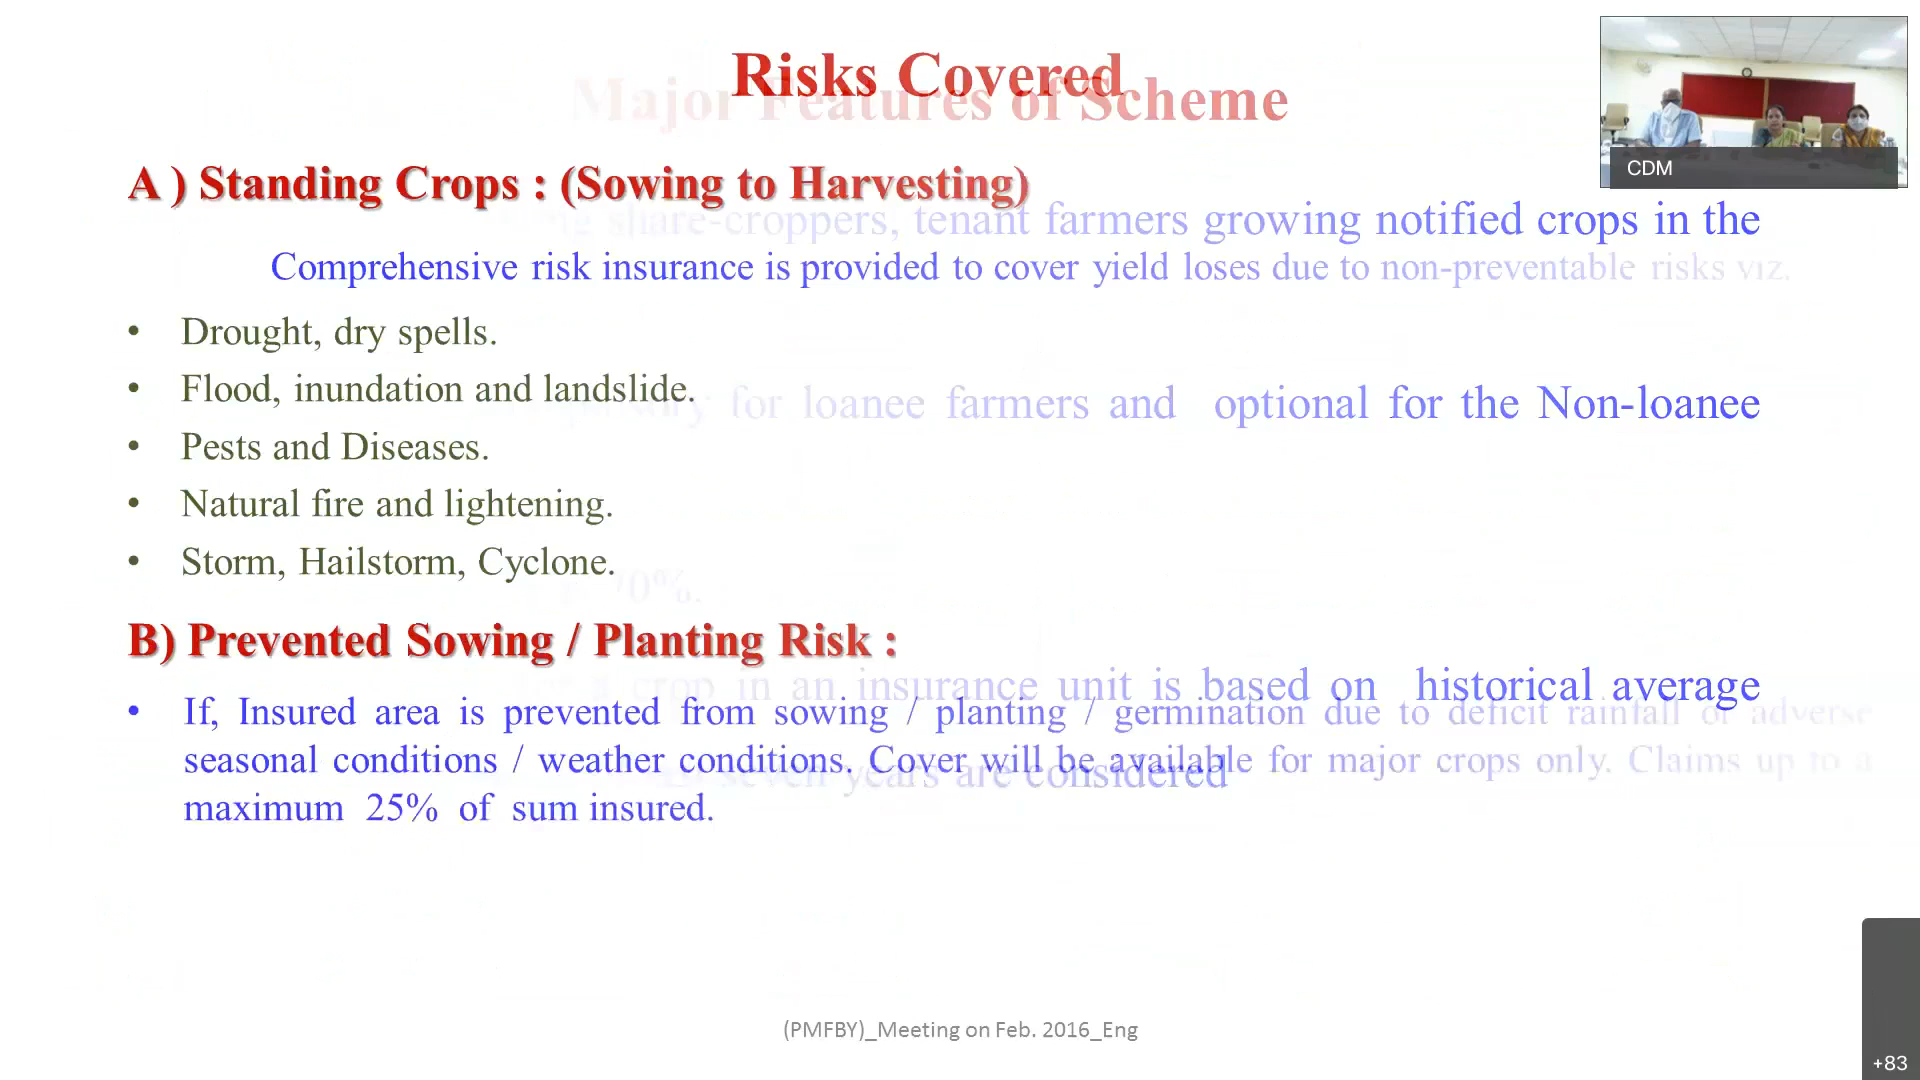 Risks Covered
Major Features of Scheme
A ) Standing Crops : (Sowing to Harvesting)
share-croppers, tenant farmers growing notified crops in the
Comprehensive risk insurance is provided to cover yield loses due to non-preventable risks viz.
• Drought, dry spells.
• Flood, inundation and landslide.
for loanee farmers and optional for the Non-loanee
• Pests and Diseases.
• Natural fire and lightening.
• Storm, Hailstorm, Cyclone.
70%.
B) Prevented Sowing / Planting Risk :
crop in an insurance unit is based on historical average
• If, Insured area is prevented from sowing / planting / germination due to deficit rainfall or adverse
seasonal conditions / weather conditions. Cover will be available for major crops only. Claims up to a
seven years are considered
maximum 25% of sum insured.
(PMFBY)_Meeting on Feb. 2016_Eng
CDM
+83